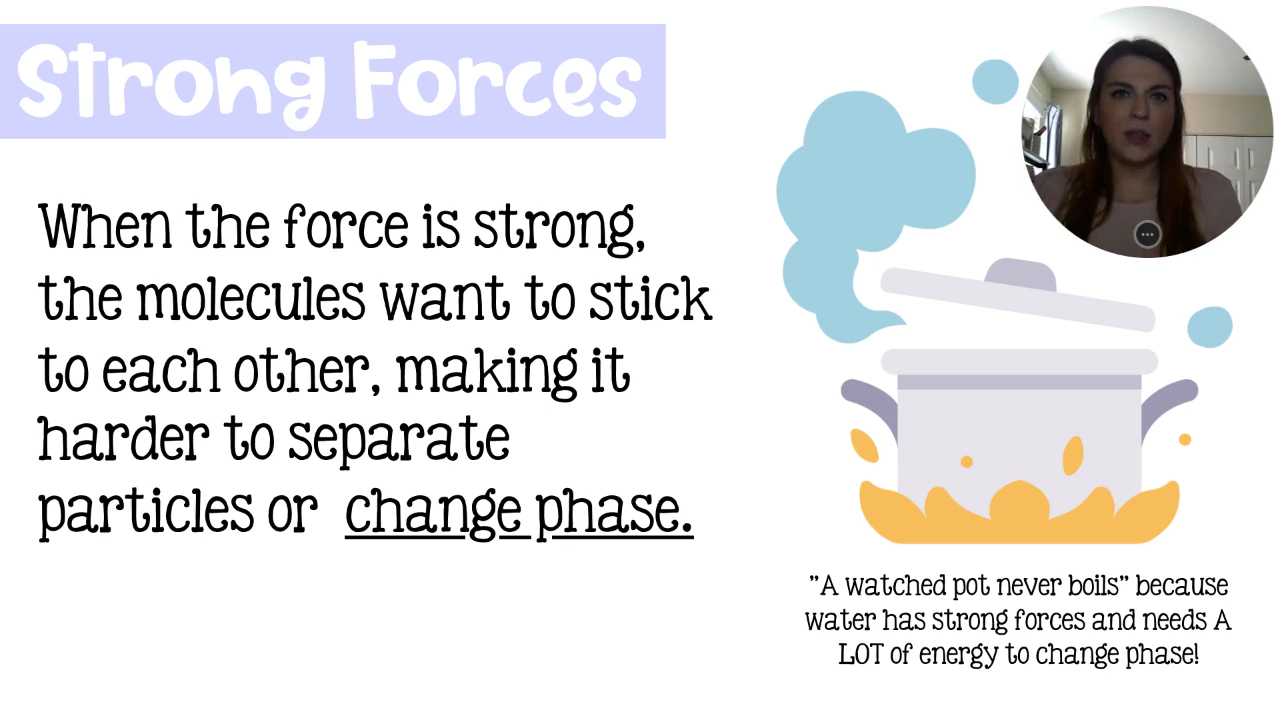 Strong Forces
When the force is strong,
the molecules want to stick
to each other, making it
harder to separate
particles or change phase.
"A watched pot never boils" because
water has strong forces and needs A
LOT of energy to change phase!